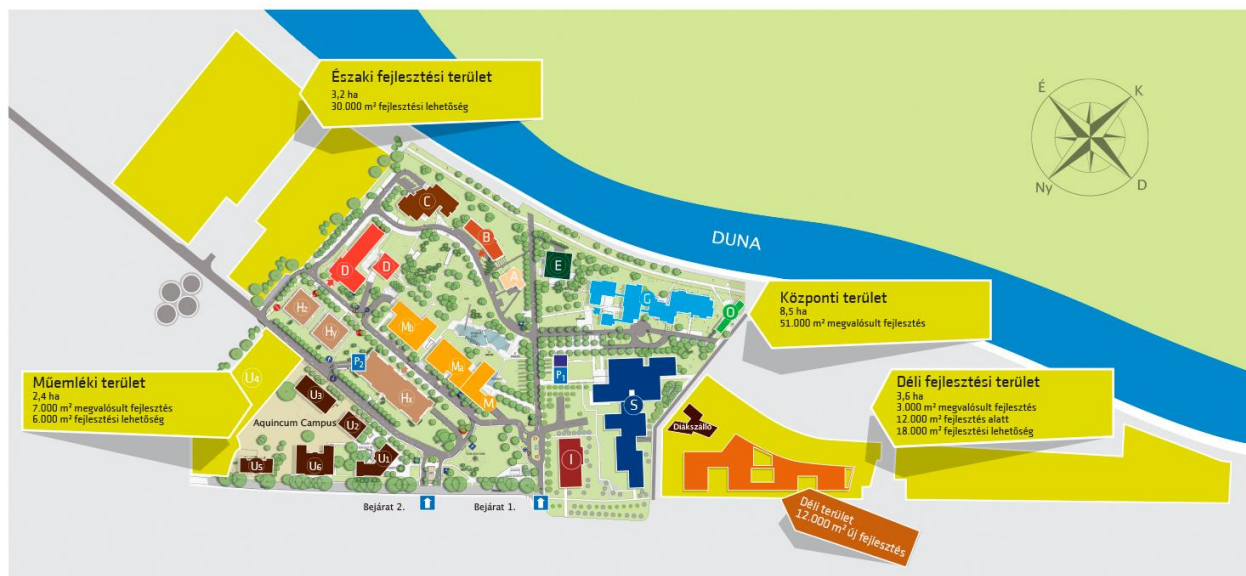 Északi fejlesztési terület
3,2 ha
30.000 m² fejlesztési lehetőség
É
K
Ny
D
DUNA
C
B
A
E
D
D
G
O
Központi terület
8,5 ha
51.000 m² megvalósult fejlesztés
Hz
Hy
Mb
Ma
M
Hx
P₂
P₁
S
I
Műemléki terület
2,4 ha
7.000 m² megvalósult fejlesztés
6.000 m² fejlesztési lehetőség
U₄
U₃
Aquincum Campus
U₂
U₁
U₅
U₆
Déli fejlesztési terület
3,6 ha
3.000 m² megvalósult fejlesztés
12.000 m² fejlesztés alatt
18.000 m² fejlesztési lehetőség
Diákszálló
Bejárat 2.
Bejárat 1.
Déli terület
12.000 m² új fejlesztés